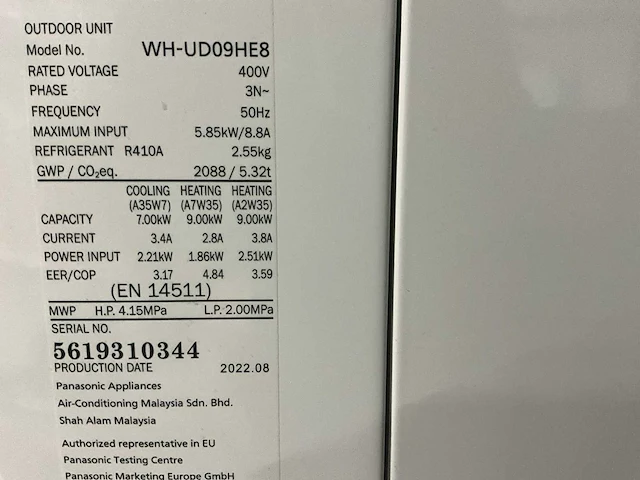 OUTDOOR UNIT
Model No. WH-UD09HE8
RATED VOLTAGE 400V
PHASE 3N~
FREQUENCY 50Hz
MAXIMUM INPUT 5.85kW/8.8A
REFRIGERANT R410A 2.55kg
GWP / CO₂eq. 2088 / 5.32t
COOLING HEATING HEATING
(A35W7) (A7W35) (A2W35)
CAPACITY 7.00kW 9.00kW 9.00kW
CURRENT 3.4A 2.8A 3.8A
POWER INPUT 2.21kW 1.86kW 2.51kW
EER/COP 3.17 4.84 3.59
(EN 14511)
MWP H.P. 4.15MPa L.P. 2.00MPa
SERIAL NO.
5619310344
PRODUCTION DATE 2022.08
Panasonic Appliances
Air-Conditioning Malaysia Sdn. Bhd.
Shah Alam Malaysia
Authorized representative in EU
Panasonic Testing Centre
Panasonic Marketing Europe GmbH